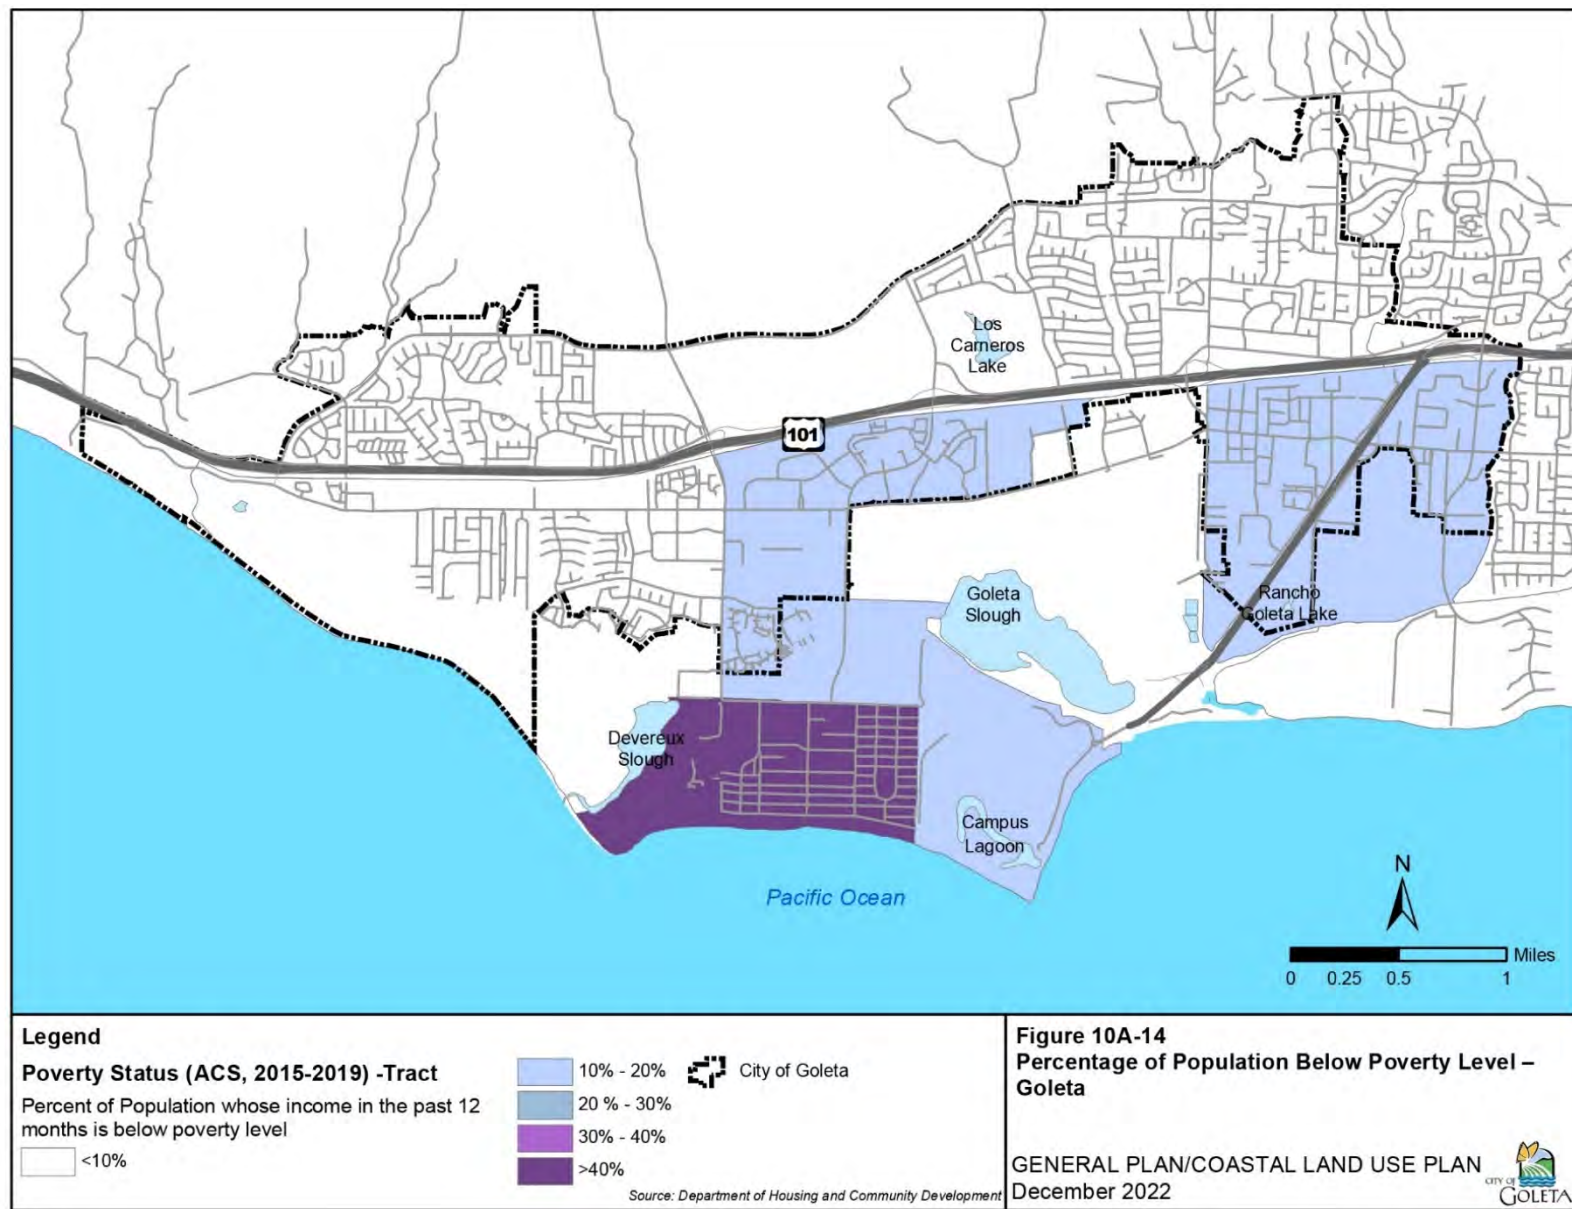 Los
Carneros
Lake
101
Goleta
Slough
Rancho
Goleta Lake
Devereux
Slough
Campus
Lagoon
Pacific Ocean
N
Miles
0 0.25 0.5 1
Legend
Poverty Status (ACS, 2015-2019) -Tract
Percent of Population whose income in the past 12
months is below poverty level
<10%
10% - 20%
20 % - 30%
30% - 40%
>40%
City of Goleta
Source: Department of Housing and Community Development
Figure 10A-14
Percentage of Population Below Poverty Level –
Goleta
GENERAL PLAN/COASTAL LAND USE PLAN
December 2022
CITY OF
GOLETA